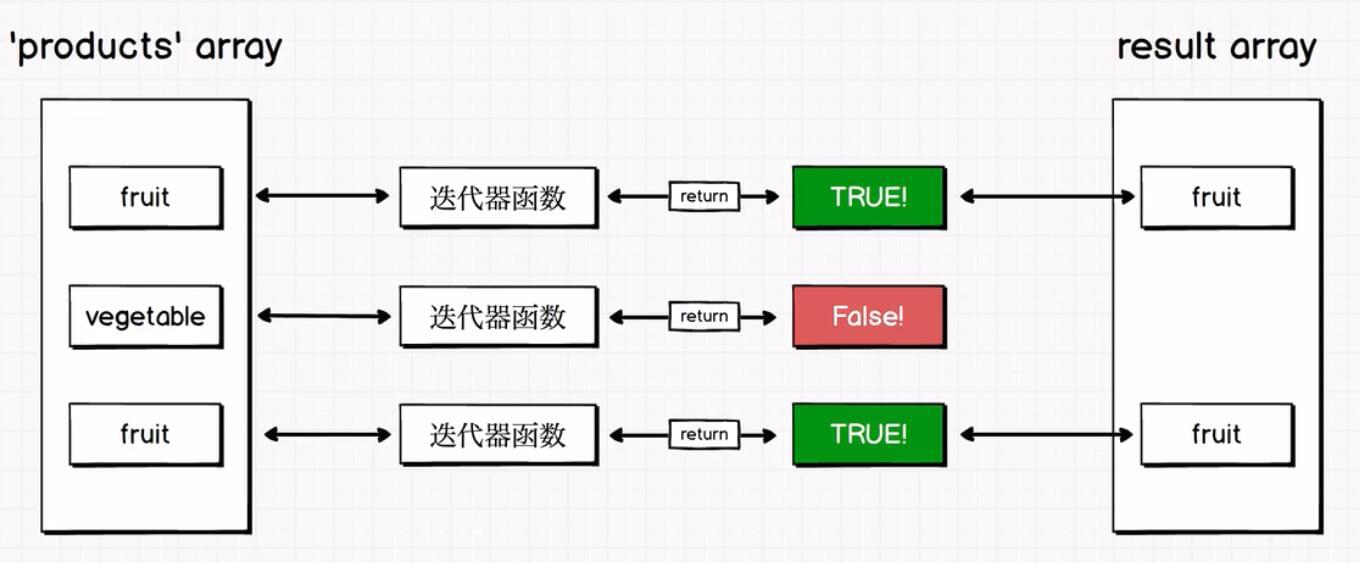 'products' array
result array
fruit
迭代器函数
return
TRUE!
fruit
vegetable
迭代器函数
return
False!
fruit
迭代器函数
return
TRUE!
fruit